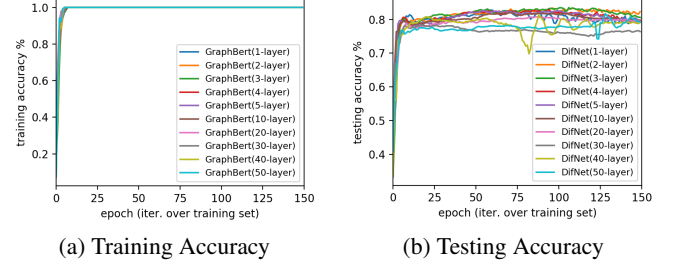 1.0
0.8
0.6
0.4
0.2
training accuracy %
GraphBert(1-layer)
GraphBert(2-layer)
GraphBert(3-layer)
GraphBert(4-layer)
GraphBert(5-layer)
GraphBert(10-layer)
GraphBert(20-layer)
GraphBert(30-layer)
GraphBert(40-layer)
GraphBert(50-layer)
0 25 50 75 100 125 150
epoch (iter. over training set)
(a) Training Accuracy
0.8
0.7
0.6
0.5
0.4
testing accuracy %
DifNet(1-layer)
DifNet(2-layer)
DifNet(3-layer)
DifNet(4-layer)
DifNet(5-layer)
DifNet(10-layer)
DifNet(20-layer)
DifNet(30-layer)
DifNet(40-layer)
DifNet(50-layer)
0 25 50 75 100 125 150
epoch (iter. over training set)
(b) Testing Accuracy